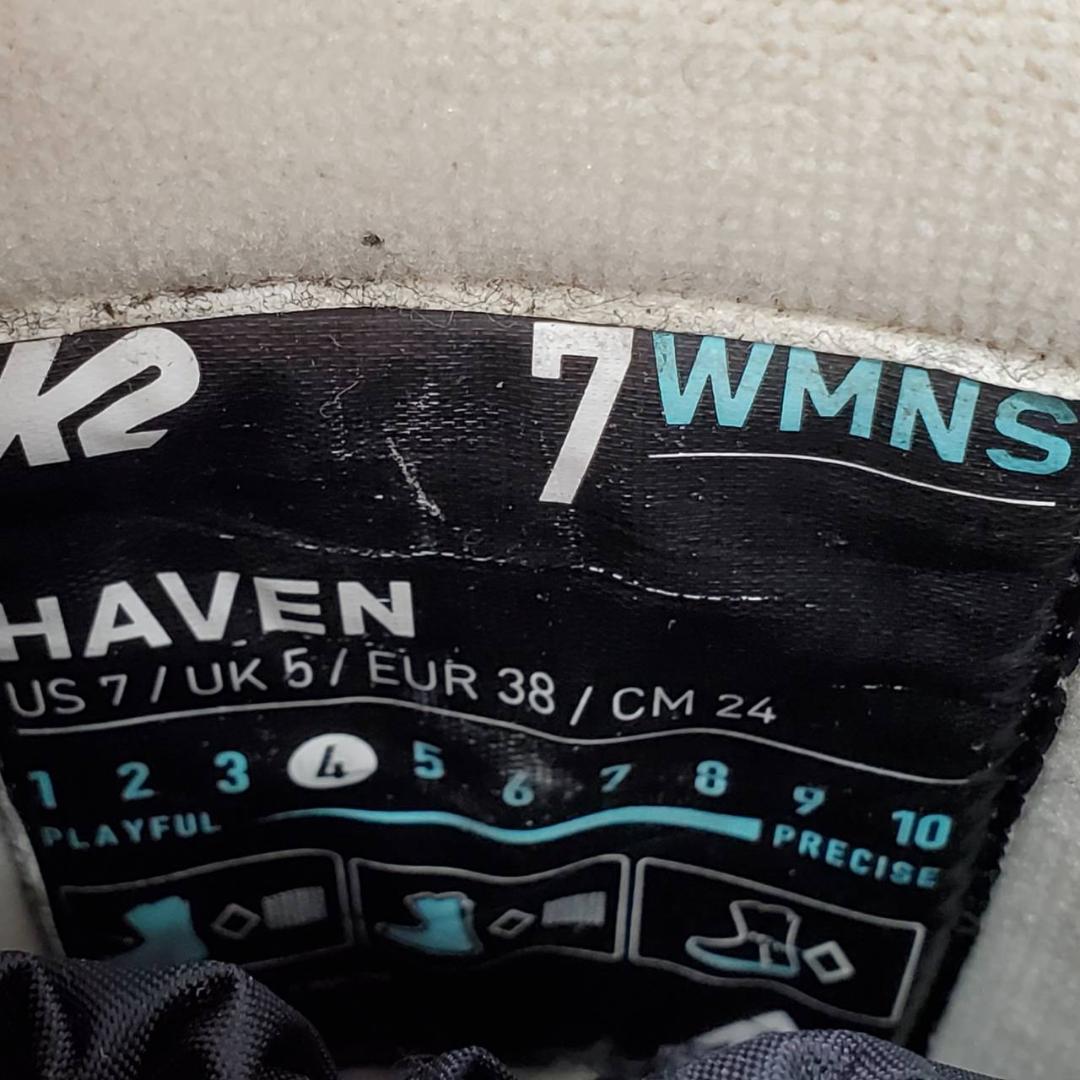 K2 7 WMNS
HAVEN
US 7 / UK 5 / EUR 38 / CM 24
1 2 3 4 5 6 7 8 9 10
PLAYFUL PRECISE